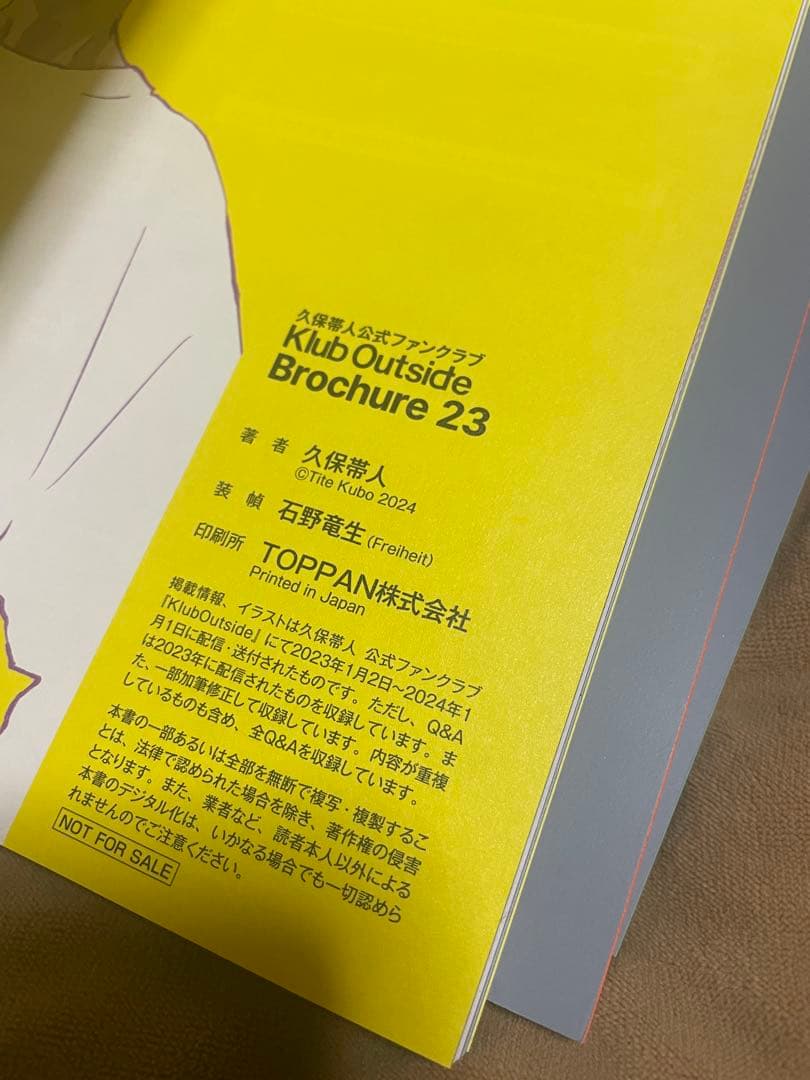 久保帯人公式ファンクラブ
Klub Outside
Brochure 23
著者 久保帯人
©Tite Kubo 2024
装幀 石野竜生(Freiheit)
印刷所 TOPPAN株式会社
Printed in Japan
掲載情報、イラストは久保帯人 公式ファンクラブ
『KlubOutside』にて2023年1月2日~2024年1
月1日に配信・送付されたものです。ただし、Q&A
は2023年に配信されたものを収録しています。ま
た、一部加筆修正して収録しています。内容が重複
しているものも含め、全Q&Aを収録しています。
本書の一部あるいは全部を無断で複写・複製するこ
とは、法律で認められた場合を除き、著作権の侵害
となります。また、業者など、読者本人以外による
本書のデジタル化は、いかなる場合でも一切認めら
れませんのでご注意ください。
NOT FOR SALE